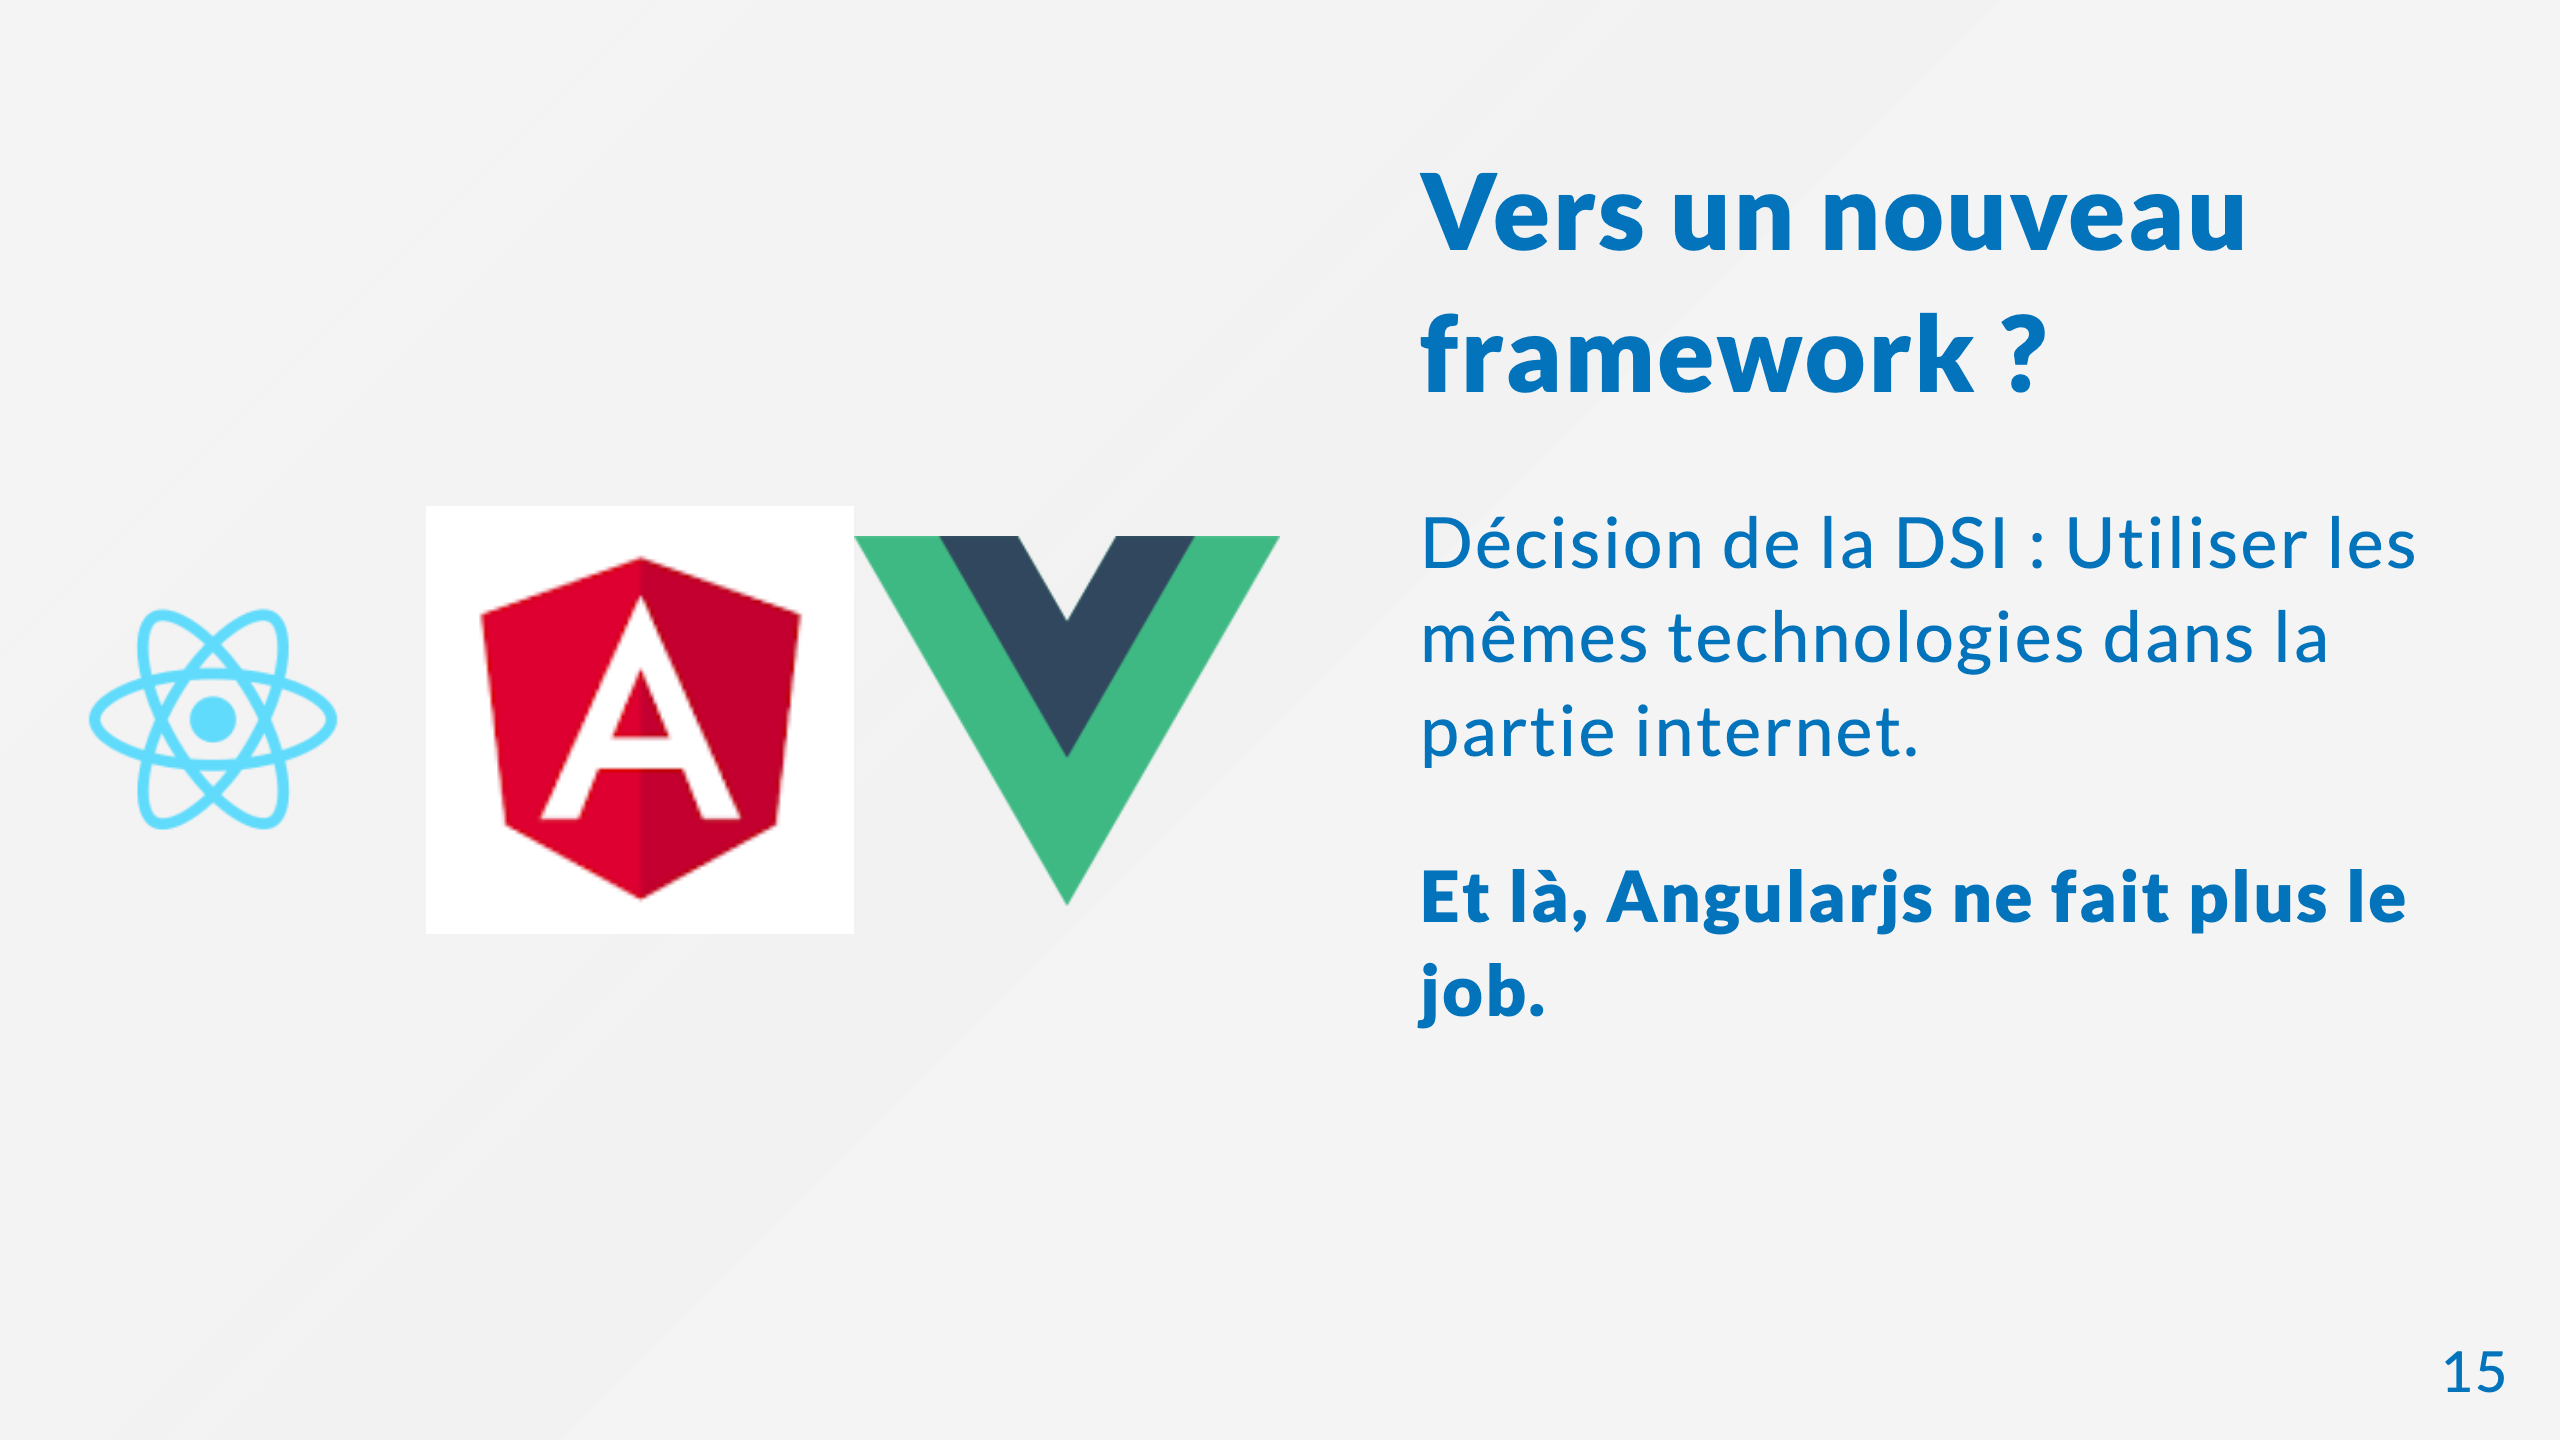 Vers un nouveau
framework ?
Décision de la DSI : Utiliser les
mêmes technologies dans la
partie internet.
Et là, Angularjs ne fait plus le
job.
15